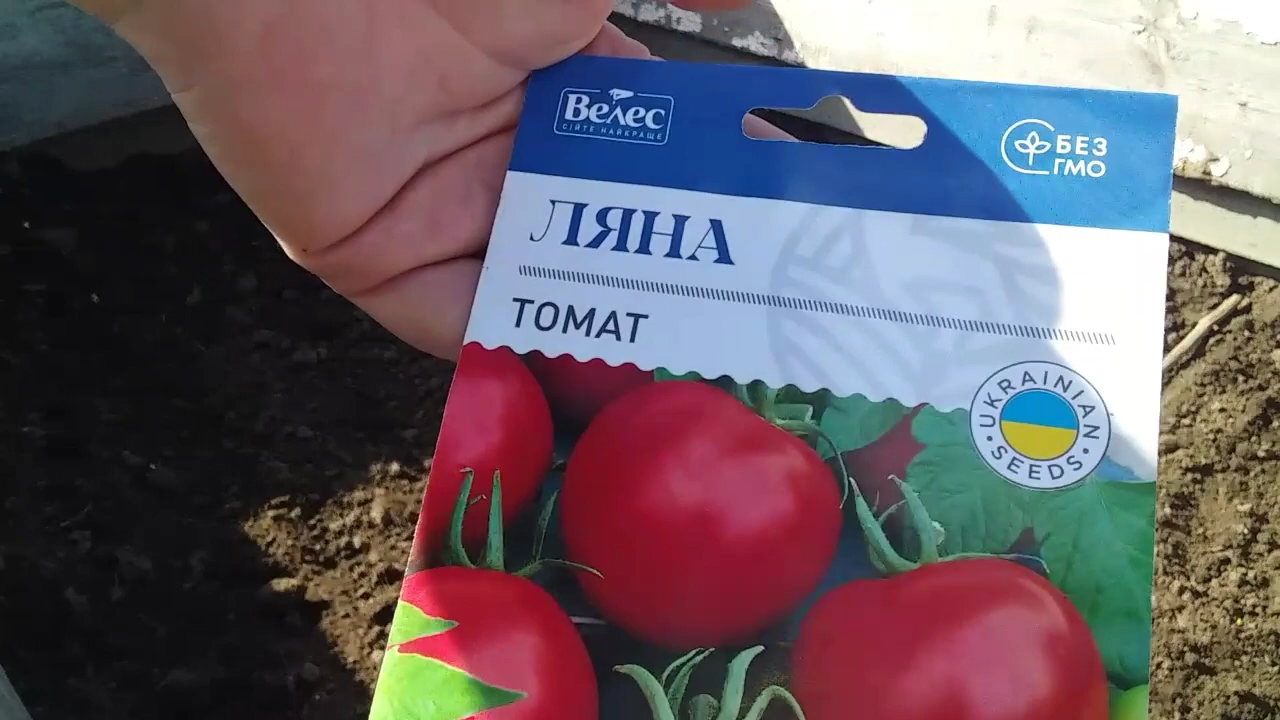 Велес
СІЙТЕ НАЙКРАЩЕ
БЕЗ
ГМО
ЛЯНА
ТОМАТ
UKRAINIAN
SEEDS